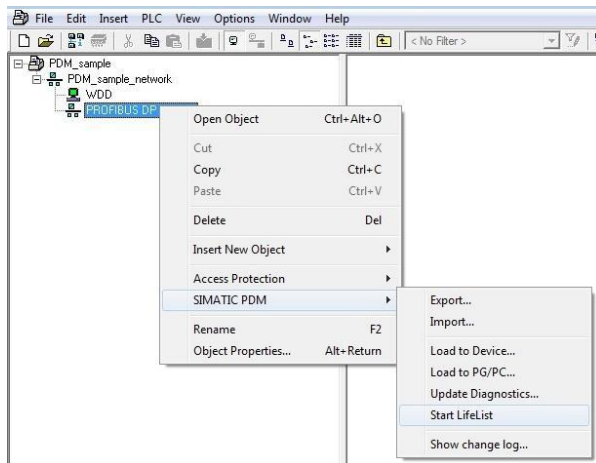 File Edit Insert PLC View Options Window Help
< No Filter >
PDM_sample
PDM_sample_network
WDD
PROFIBUS DP
Open Object Ctrl+Alt+O
Cut Ctrl+X
Copy Ctrl+C
Paste Ctrl+V
Delete Del
Insert New Object
Access Protection
SIMATIC PDM
Rename F2
Object Properties... Alt+Return
Export...
Import...
Load to Device...
Load to PG/PC...
Update Diagnostics...
Start LifeList
Show change log...